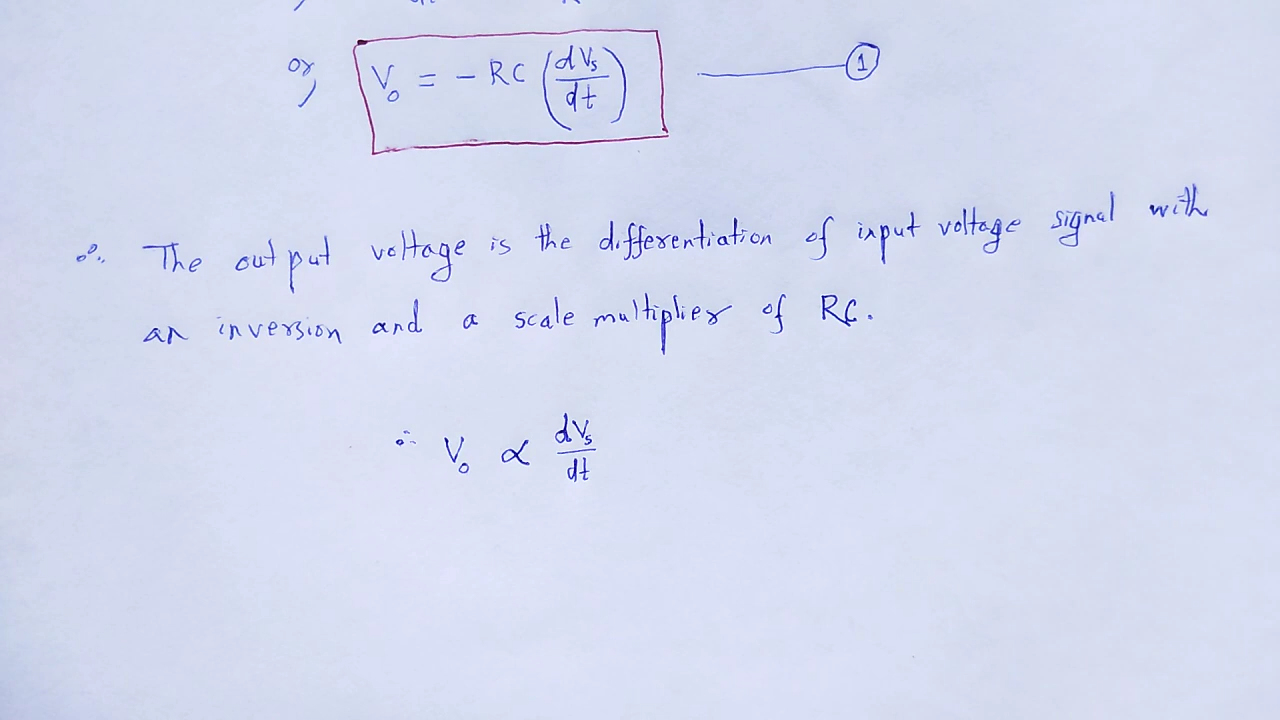 or, V₀ = - RC (dVs/dt) ——— ①
∴ The output voltage is the differentiation of input voltage signal with
an inversion and a scale multiplier of RC.
∴ V₀ ∝ dVs/dt